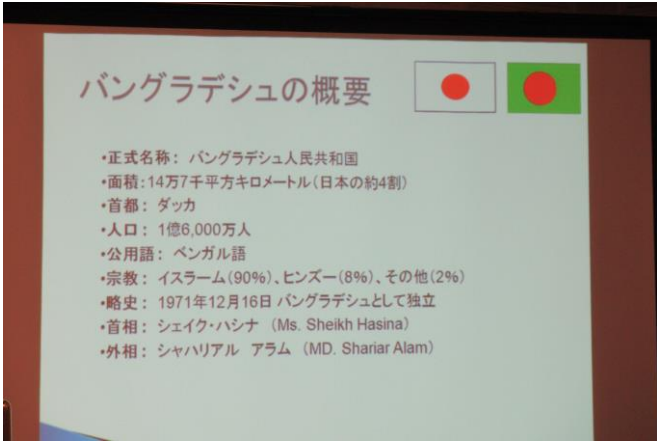 バングラデシュの概要
•正式名称： バングラデシュ人民共和国
•面積:14万7千平方キロメートル（日本の約4割）
•首都： ダッカ
•人口： 1億6,000万人
•公用語： ベンガル語
•宗教： イスラーム（90%）、ヒンズー（8%）、その他（2%）
•略史： 1971年12月16日 バングラデシュとして独立
•首相： シェイク・ハシナ （Ms. Sheikh Hasina）
•外相： シャハリアル　アラム （MD. Shariar Alam）